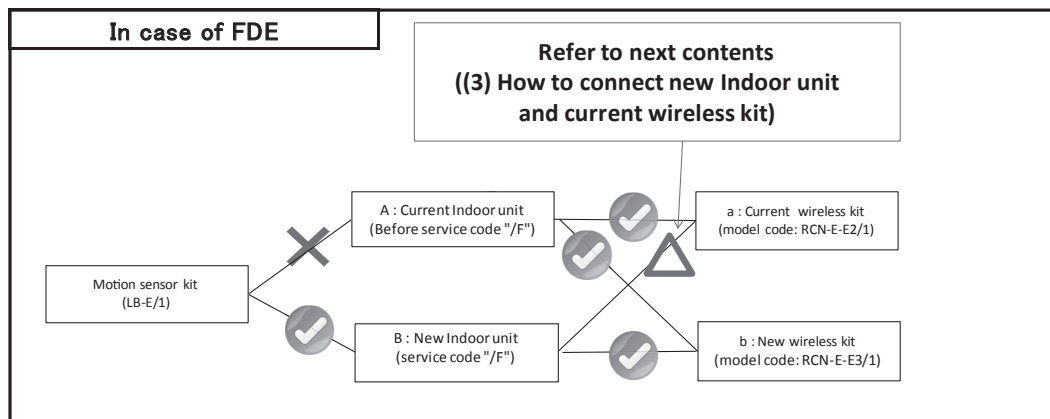 In case of FDE
Refer to next contents
((3) How to connect new Indoor unit
and current wireless kit)
A : Current Indoor unit
(Before service code "/F")
a : Current wireless kit
(model code: RCN-E-E2/1)
Motion sensor kit
(LB-E/1)
B : New Indoor unit
(service code "/F")
b : New wireless kit
(model code: RCN-E-E3/1)